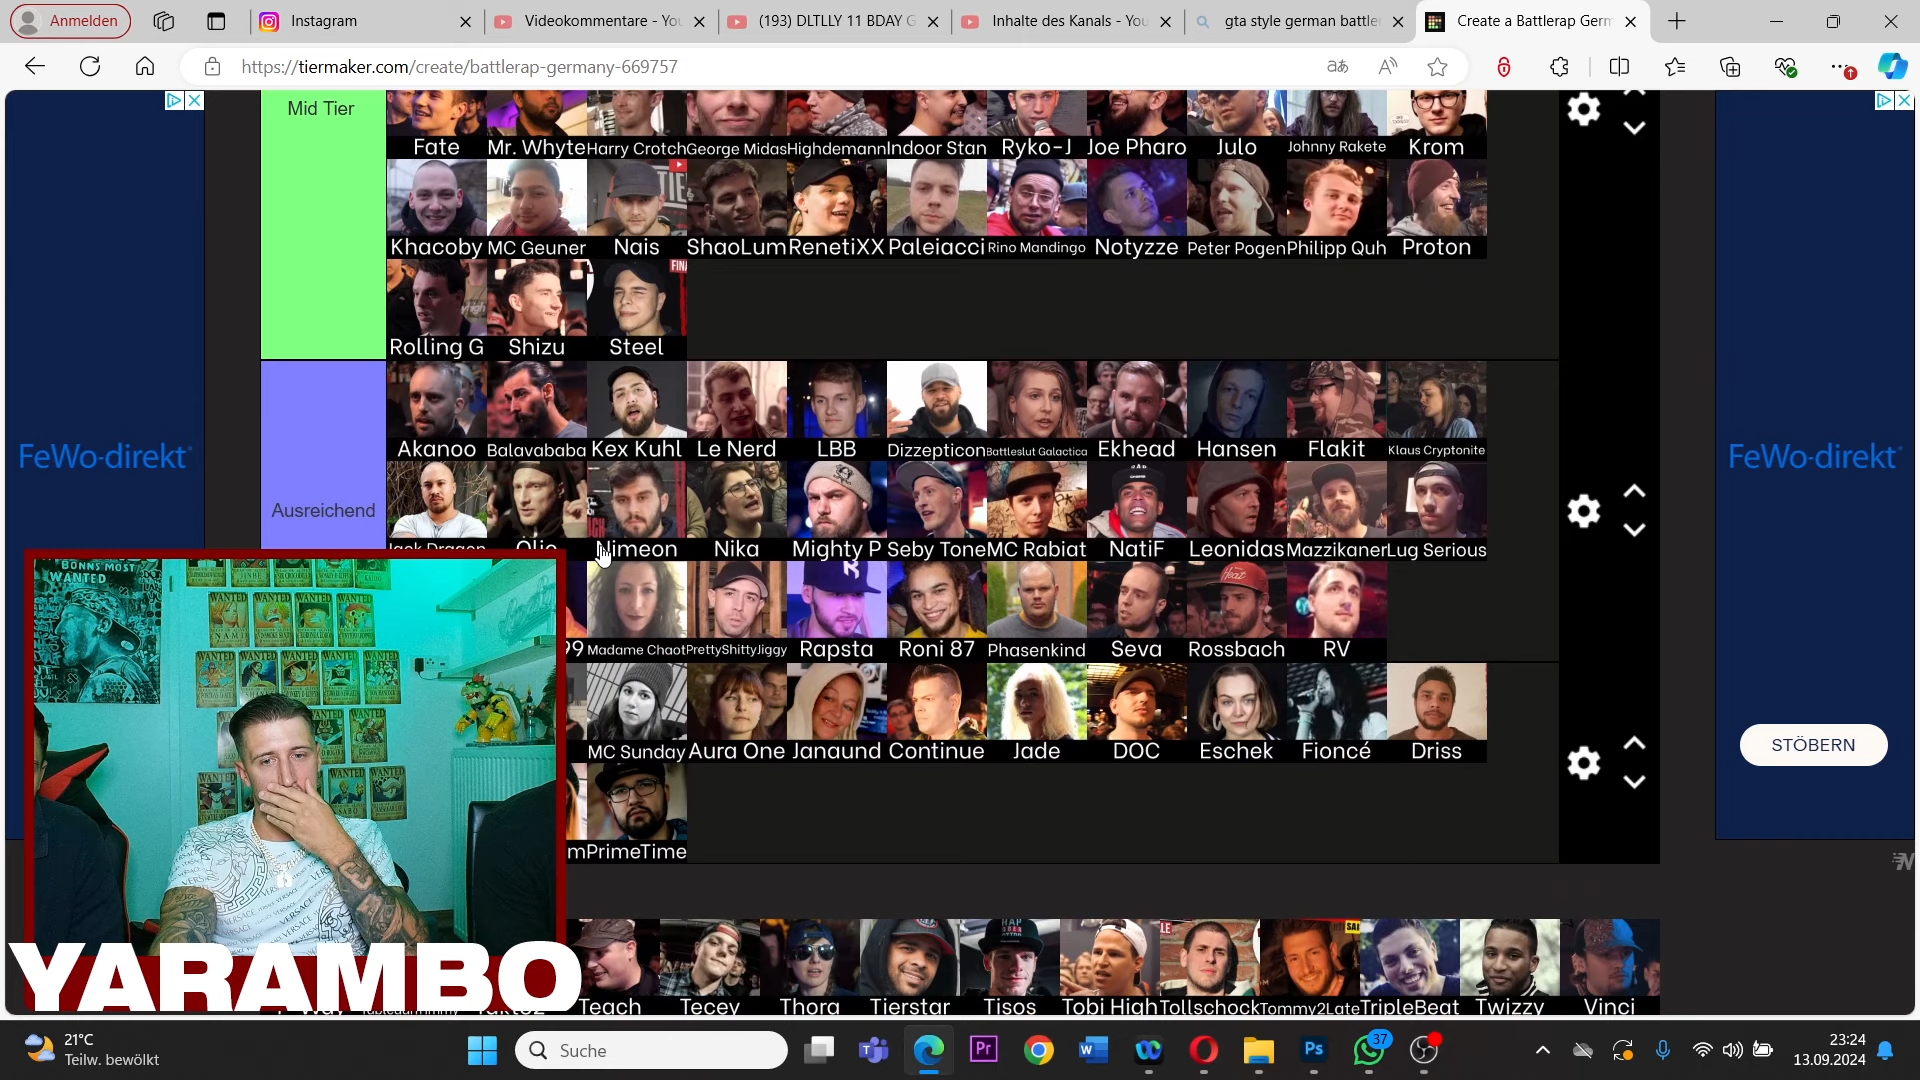 Anmelden
Instagram
Videokommentare - You
(193) DLTLLY 11 BDAY G
Inhalte des Kanals - You
gta style german battler
Create a Battlerap Germ
https://tiermaker.com/create/battlerap-germany-669757
Mid Tier
Fate Mr. Whyte Harry Crotch George Midas Highdemann Indoor Stan Ryko-J Joe Pharo Julo Johnny Rakete Krom
Khacoby MC Geuner Nais ShaoLum RenetiXX Paleiacci Rino Mandingo Notyzze Peter Pogen Philipp Quh Proton
Rolling G Shizu Steel
FeWo-direkt
FeWo-direkt
STÖBERN
Ausreichend
Akanoo Balavababa Kex Kuhl Le Nerd LBB Dizzepticon Battleslut Galactica Ekhead Hansen Flakit Klaus Cryptonite
Nimeon Nika Mighty P Seby Tone MC Rabiat NatiF Leonidas Mazzikaner Lug Serious
99 Madame Chaot PrettyShittyJiggy Rapsta Roni 87 Phasenkind Seva Rossbach RV
MC Sunday Aura One Janaund Continue Jade DOC Eschek Fioncé Driss
m PrimeTime
Teach Tecey Thora Tierstar Tisos Tobi High Tollschock Tommy2Late TripleBeat Twizzy Vinci
BONNS MOST
WANTED
YARAMBO
21°C
Teilw. bewölkt
Suche
37
23:24
13.09.2024